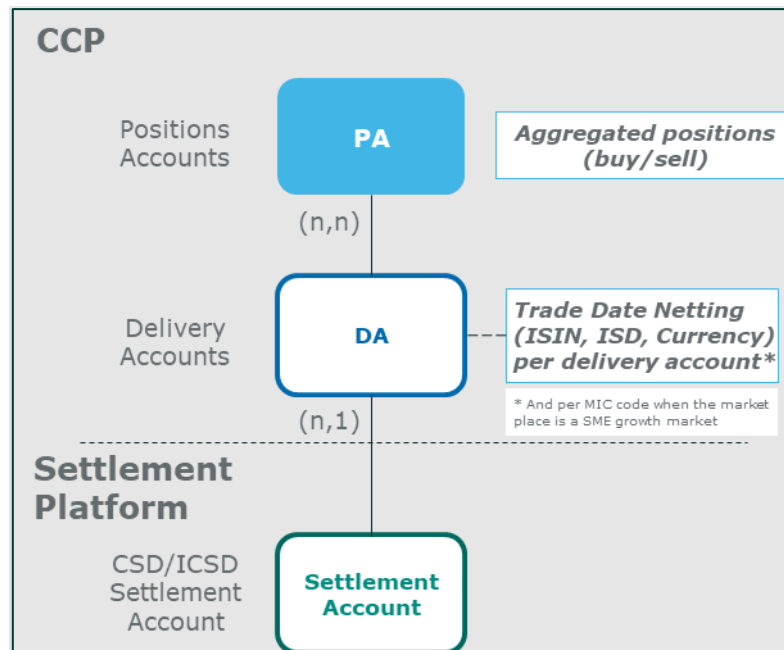 CCP
Positions
Accounts
PA
Aggregated positions
(buy/sell)
(n,n)
Delivery
Accounts
DA
Trade Date Netting
(ISIN, ISD, Currency)
per delivery account*
* And per MIC code when the market
place is a SME growth market
(n,1)
Settlement
Platform
CSD/ICSD
Settlement
Account
Settlement
Account